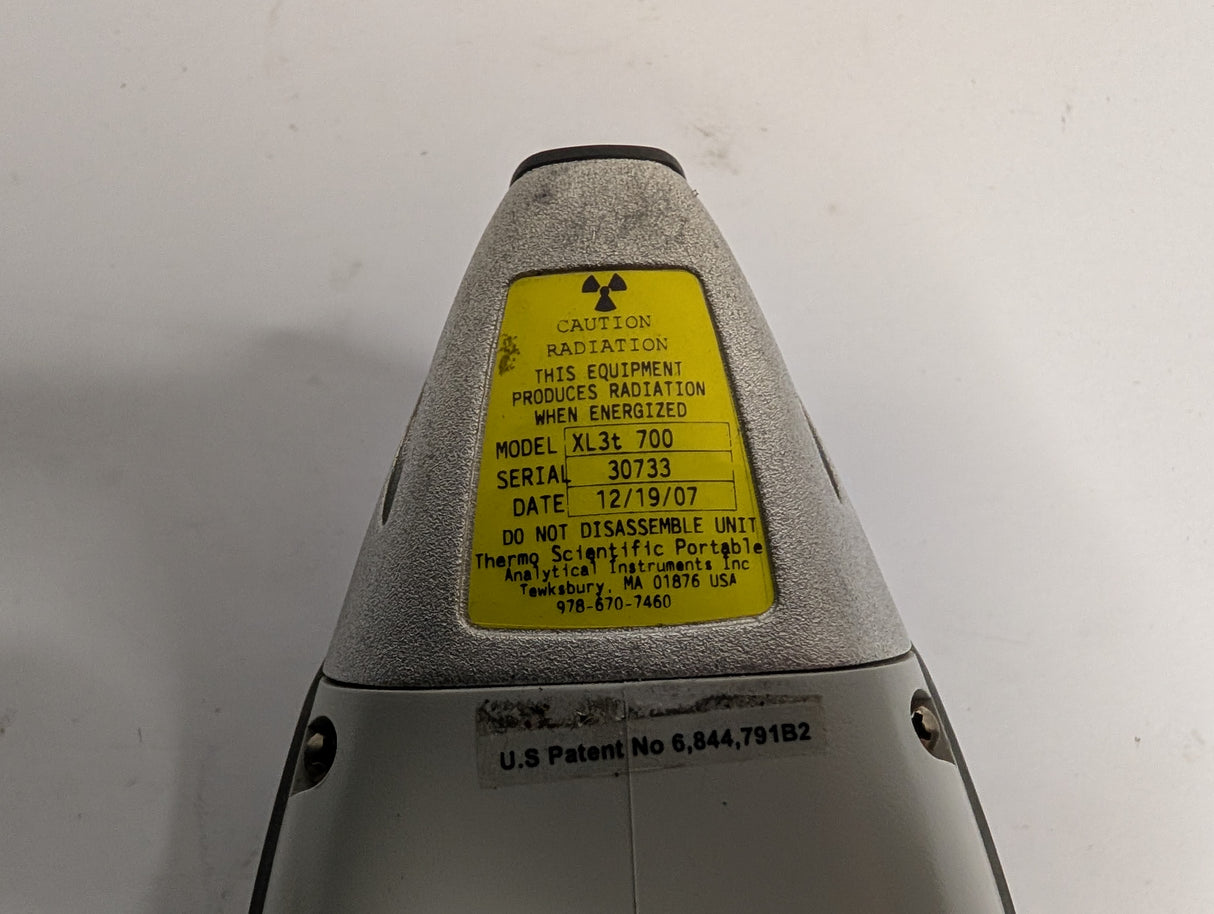 CAUTION
RADIATION
THIS EQUIPMENT
PRODUCES RADIATION
WHEN ENERGIZED
MODEL XL3t 700
SERIAL 30733
DATE 12/19/07
DO NOT DISASSEMBLE UNIT
Thermo Scientific Portable
Analytical Instruments Inc
Tewksbury, MA 01876 USA
978-670-7460
U.S Patent No 6,844,791B2